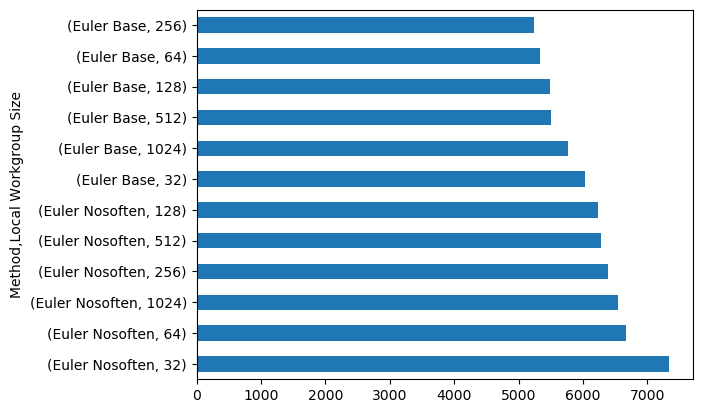 (Euler Base, 256)
(Euler Base, 64)
(Euler Base, 128)
(Euler Base, 512)
(Euler Base, 1024)
(Euler Base, 32)
(Euler Nosoften, 128)
(Euler Nosoften, 512)
(Euler Nosoften, 256)
(Euler Nosoften, 1024)
(Euler Nosoften, 64)
(Euler Nosoften, 32)
Method,Local Workgroup Size
0 1000 2000 3000 4000 5000 6000 7000